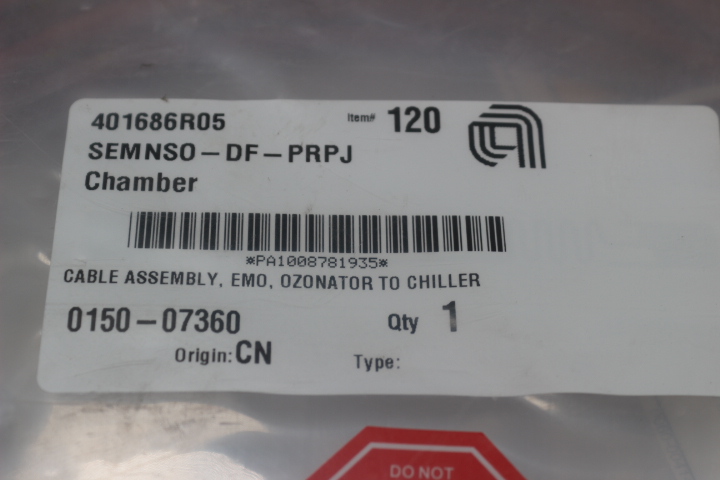 401686R05 Item# 120
SEMNSO-DF-PRPJ
Chamber
*PA1008781935*
CABLE ASSEMBLY, EMO, OZONATOR TO CHILLER
0150-07360 Qty 1
Origin: CN Type:
DO NOT